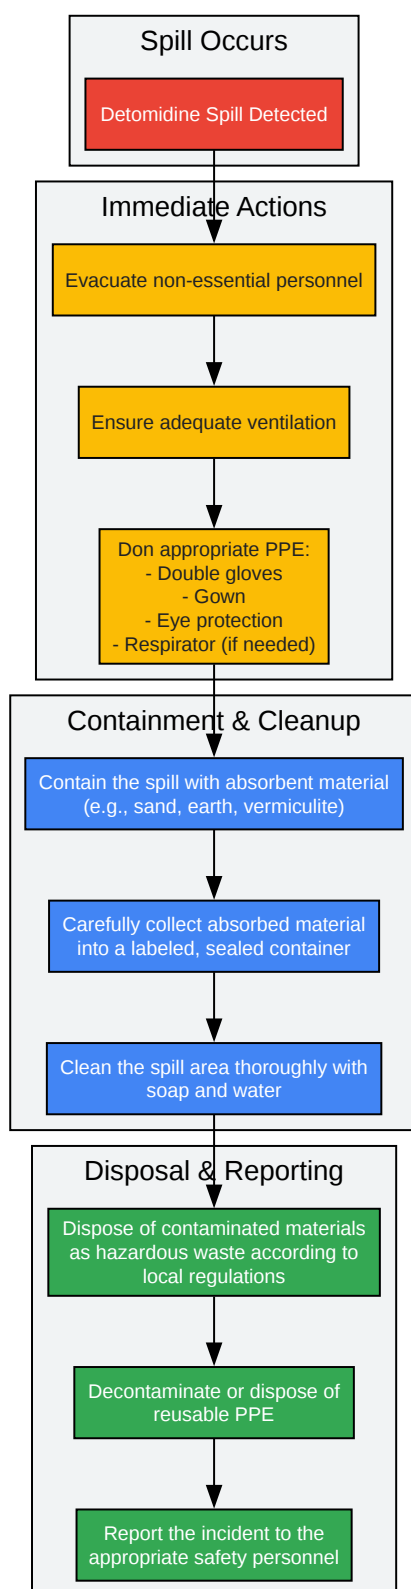 Spill Occurs
Detomidine Spill Detected
Immediate Actions
Evacuate non-essential personnel
Ensure adequate ventilation
Don appropriate PPE:
- Double gloves
- Gown
- Eye protection
- Respirator (if needed)
Containment & Cleanup
Contain the spill with absorbent material
(e.g., sand, earth, vermiculite)
Carefully collect absorbed material
into a labeled, sealed container
Clean the spill area thoroughly with
soap and water
Disposal & Reporting
Dispose of contaminated materials
as hazardous waste according to
local regulations
Decontaminate or dispose of
reusable PPE
Report the incident to the
appropriate safety personnel